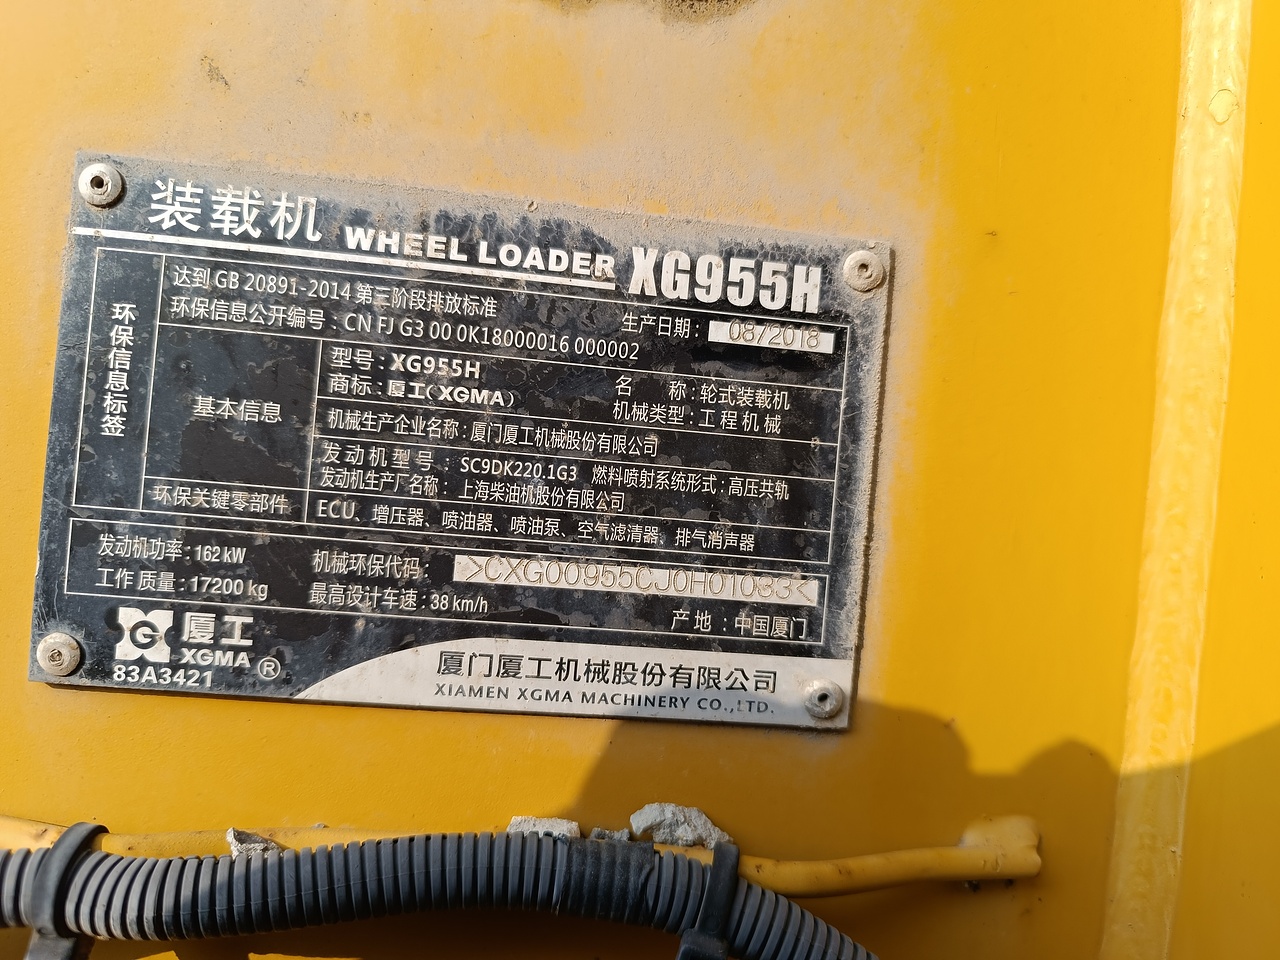 装载机 WHEEL LOADER XG955H
环保信息标签
达到 GB 20891-2014 第三阶段排放标准
生产日期：08/2018
环保信息公开编号：CN FJ G3 00 0K18000016 000002
基本信息
型号：XG955H
名 称：轮式装载机
商标：厦工（XGMA）
机械类型：工程机械
机械生产企业名称：厦门厦工机械股份有限公司
发动机型号：SC9DK220.1G3 燃料喷射系统形式：高压共轨
发动机生产厂名称：上海柴油机股份有限公司
环保关键零部件
ECU、增压器、喷油器、喷油泵、空气滤清器、排气消声器
发动机功率：162 kW
机械环保代码：>CXG00955CJ0H01033<
工作质量：17200 kg
最高设计车速：38 km/h
产地：中国厦门
G 厦工
XGMA ®
83A3421
厦门厦工机械股份有限公司
XIAMEN XGMA MACHINERY CO.,LTD.